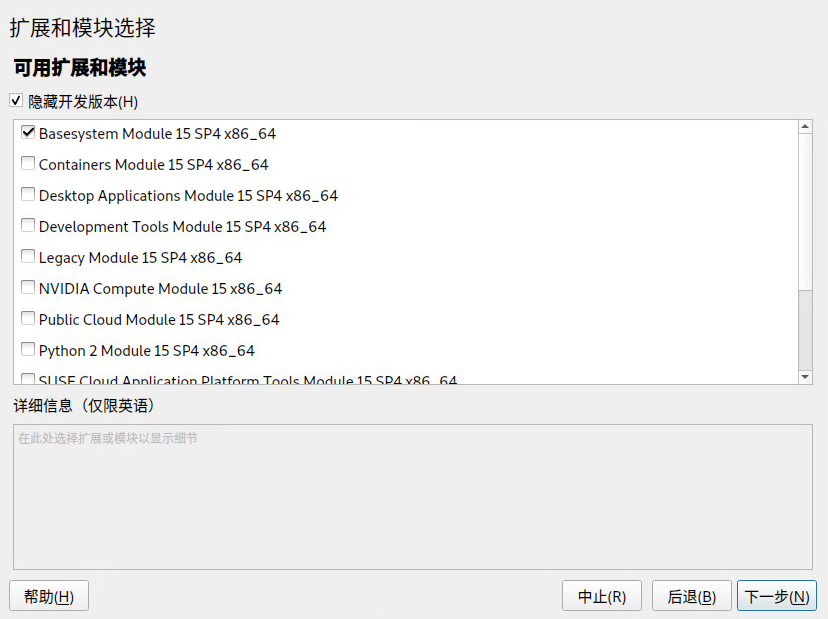 扩展和模块选择
可用扩展和模块
隐藏开发版本(H)
Basesystem Module 15 SP4 x86_64
Containers Module 15 SP4 x86_64
Desktop Applications Module 15 SP4 x86_64
Development Tools Module 15 SP4 x86_64
Legacy Module 15 SP4 x86_64
NVIDIA Compute Module 15 x86_64
Public Cloud Module 15 SP4 x86_64
Python 2 Module 15 SP4 x86_64
SUSE Cloud Application Platform Tools Module 15 SP4 x86_64
详细信息（仅限英语）
在此处选择扩展或模块以显示细节
帮助(H) 中止(R) 后退(B) 下一步(N)